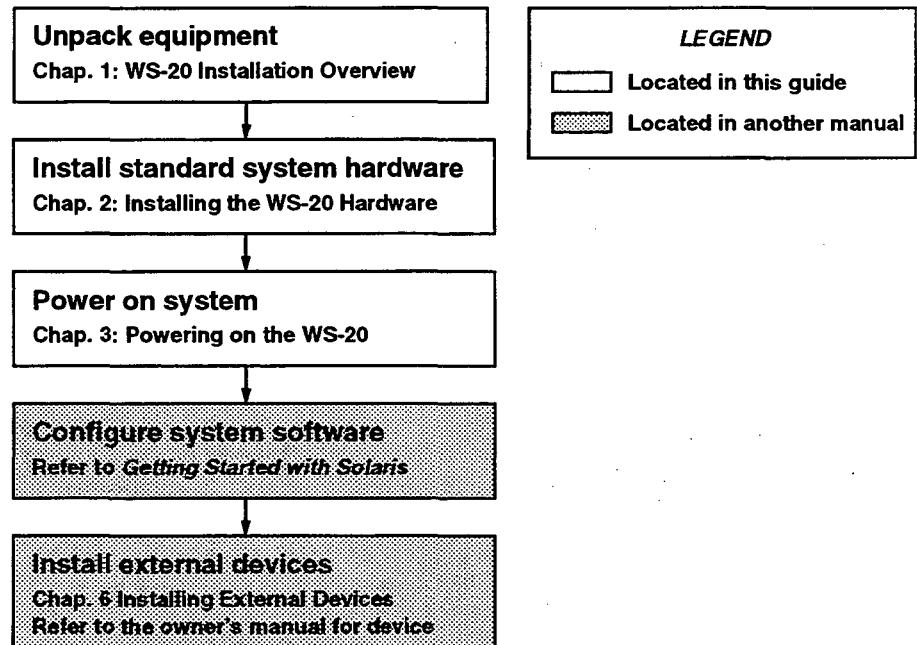 Unpack equipment
Chap. 1: WS-20 Installation Overview
Install standard system hardware
Chap. 2: Installing the WS-20 Hardware
Power on system
Chap. 3: Powering on the WS-20
Configure system software
Refer to Getting Started with Solaris
Install external devices
Chap. 6 Installing External Devices
Refer to the owner's manual for device
LEGEND
Located in this guide
Located in another manual